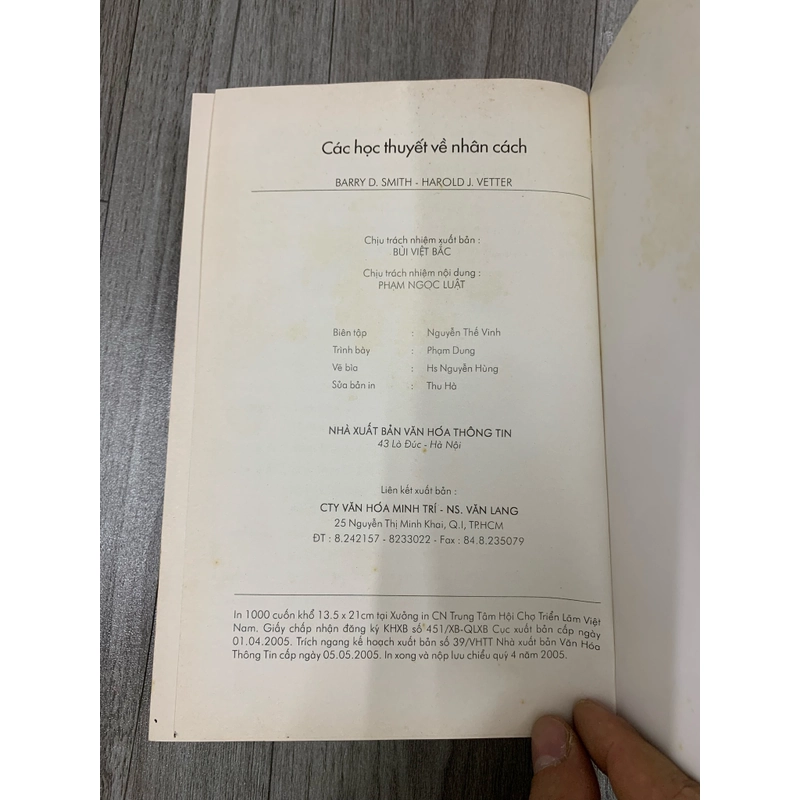 Các học thuyết về nhân cách
BARRY D. SMITH - HAROLD J. VETTER
Chịu trách nhiệm xuất bản :
BÙI VIỆT BẮC
Chịu trách nhiệm nội dung :
PHẠM NGỌC LUẬT
Biên tập : Nguyễn Thế Vinh
Trình bày : Phạm Dung
Vẽ bìa : Hs Nguyễn Hùng
Sửa bản in : Thu Hà
NHÀ XUẤT BẢN VĂN HÓA THÔNG TIN
43 Lò Đúc - Hà Nội
Liên kết xuất bản :
CTY VĂN HÓA MINH TRÍ - NS. VĂN LANG
25 Nguyễn Thị Minh Khai, Q.I, TP.HCM
ĐT : 8.242157 - 8233022 - Fax : 84.8.235079
In 1000 cuốn khổ 13.5 x 21cm tại Xưởng in CN Trung Tâm Hội Chợ Triển Lãm Việt
Nam. Giấy chấp nhận đăng ký KHXB số 451/XB-QLXB Cục xuất bản cấp ngày
01.04.2005. Trích ngang kế hoạch xuất bản số 39/VHTT Nhà xuất bản Văn Hóa
Thông Tin cấp ngày 05.05.2005. In xong và nộp lưu chiểu quý 4 năm 2005.